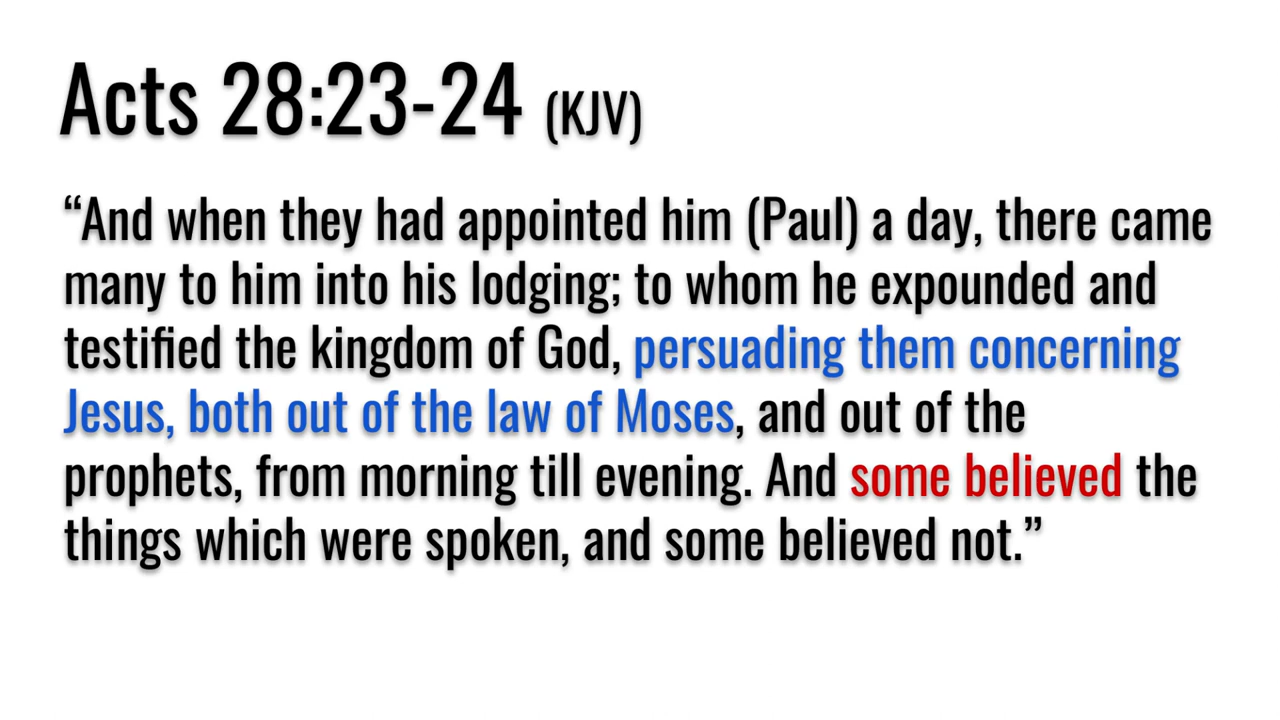 Acts 28:23-24 (KJV)
“And when they had appointed him (Paul) a day, there came
many to him into his lodging; to whom he expounded and
testified the kingdom of God, persuading them concerning
Jesus, both out of the law of Moses, and out of the
prophets, from morning till evening. And some believed the
things which were spoken, and some believed not.”